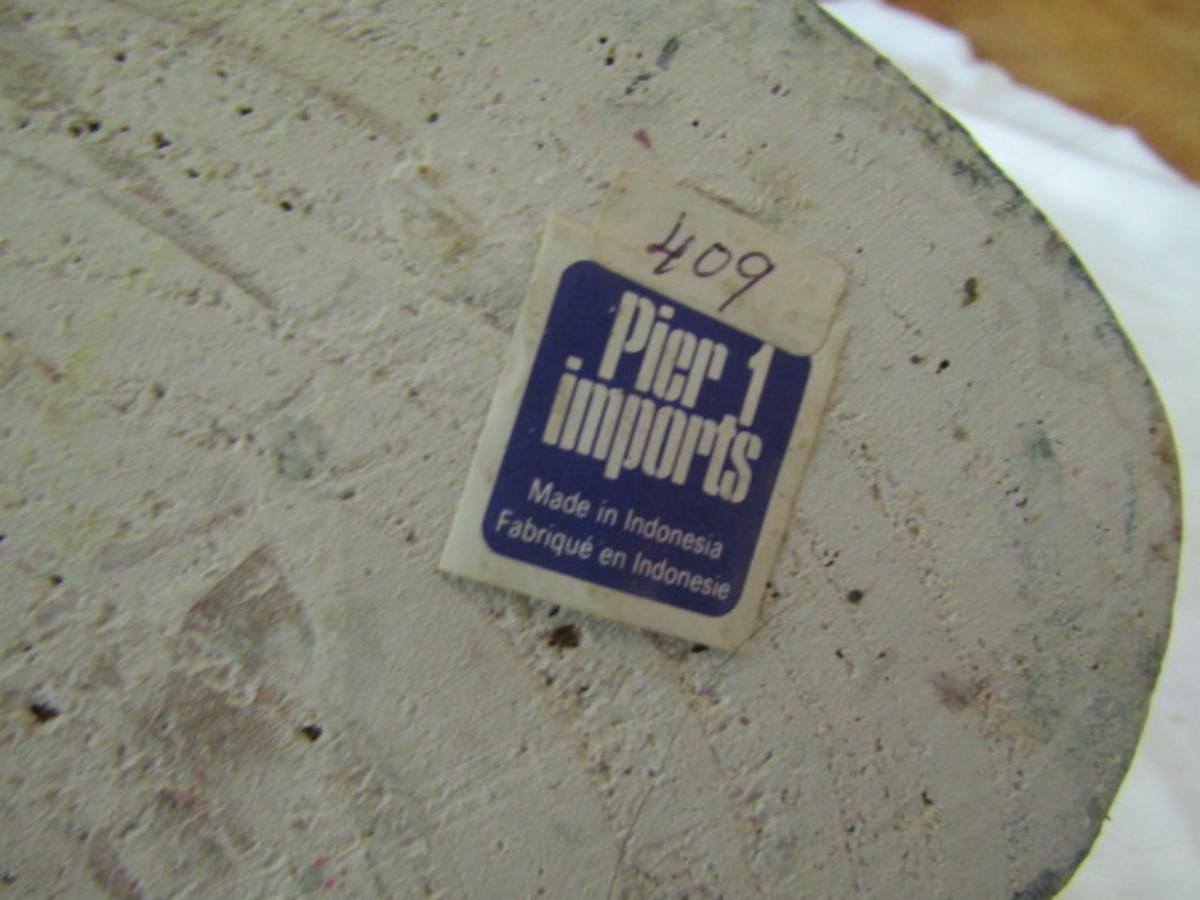 409
Pier 1
imports
Made in Indonesia
Fabriqué en Indonesie